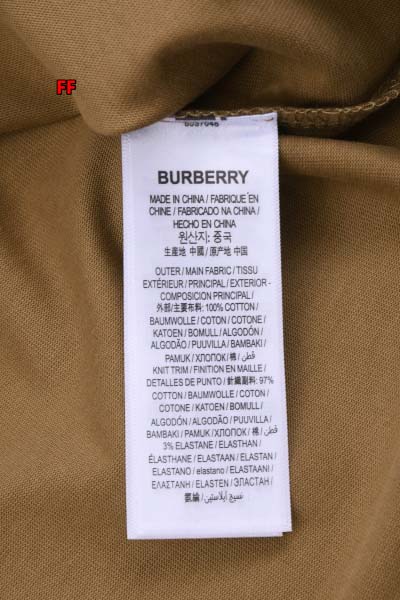 FF
BURBERRY
MADE IN CHINA / FABRIQUÉ EN
CHINE / FABRICADO NA CHINA /
HECHO EN CHINA /
원산지: 중국
生産地 中國 / 原产地 中国
OUTER / MAIN FABRIC / TISSU
EXTÉRIEUR / PRINCIPAL / EXTERIOR -
COMPOSICIÓN PRINCIPAL /
外部/主要布料: 100% COTTON /
BAUMWOLLE / COTON / COTONE /
KATOEN / BOMULL / ALGODÓN /
ALGODÃO / PUUVILLA / BAMBAKI /
PAMUK / ХЛОПОК / 棉 / قطن /
KNIT TRIM / FINITION EN MAILLE /
DETALLES DE PUNTO / 針織副料: 97%
COTTON / BAUMWOLLE / COTON /
COTONE / KATOEN / BOMULL /
ALGODÓN / ALGODÃO / PUUVILLA /
BAMBAKI / PAMUK / ХЛОПОК / 棉 / قطن /
3% ELASTANE / ELASTHAN /
ÉLASTHANE / ELASTAAN / ELASTAN /
ELASTANO / elastano / ELASTAANI /
ΕΛΑΣΤΑΝΗ / ELASTEN / ЭЛАСТАН /
氨綸 / نسيج إيلاستين /